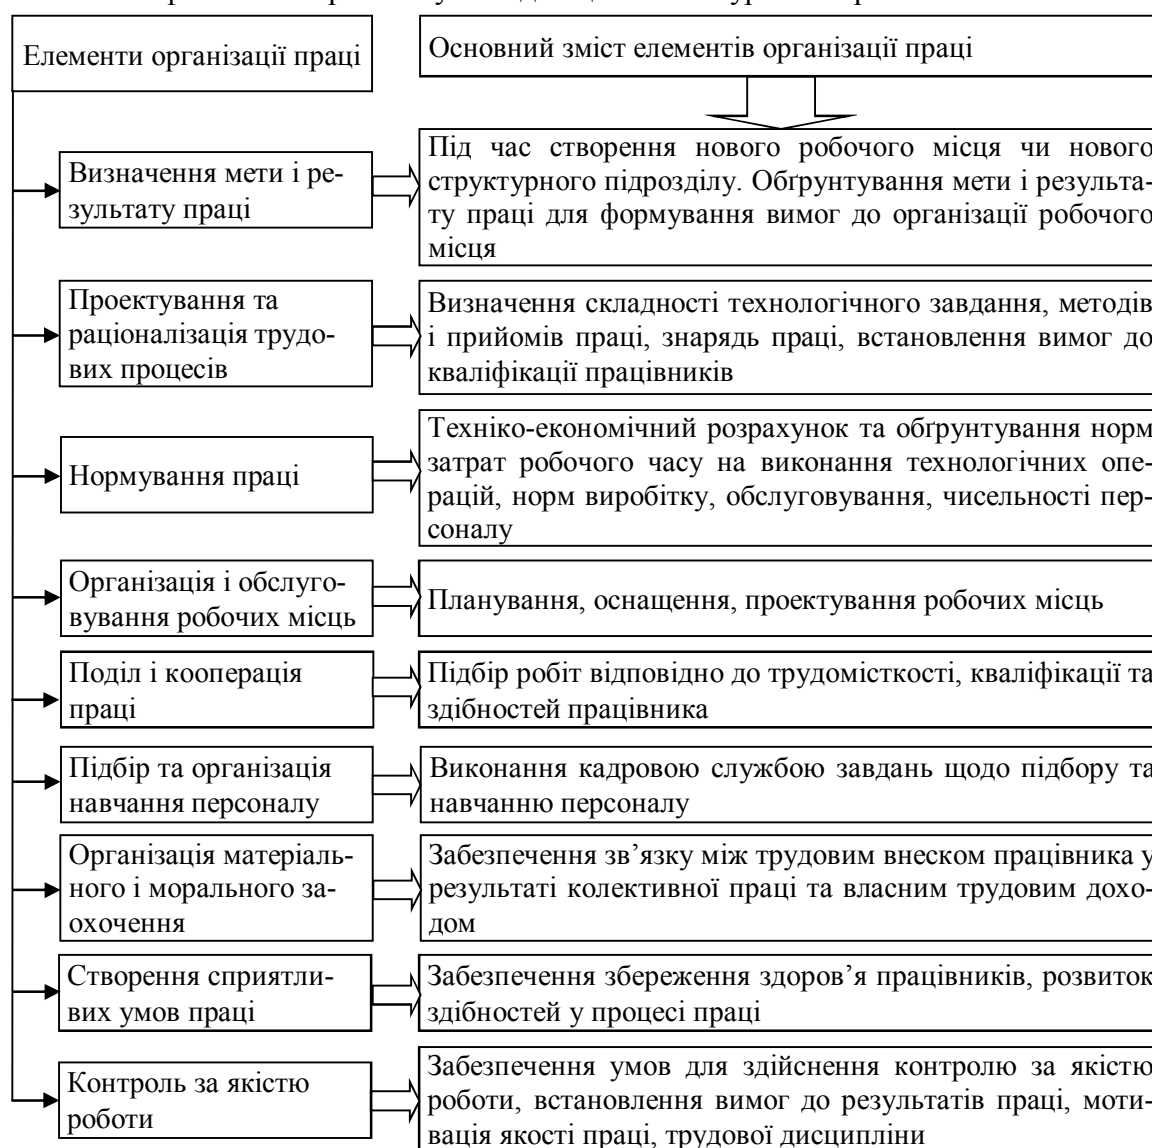 Елементи організації праці
Основний зміст елементів організації праці
Визначення мети і ре-
зультату праці
Під час створення нового робочого місця чи нового
структурного підрозділу. Обґрунтування мети і результа-
ту праці для формування вимог до організації робочого
місця
Проектування та
раціоналізація трудо-
вих процесів
Визначення складності технологічного завдання, методів
і прийомів праці, знарядь праці, встановлення вимог до
кваліфікації працівників
Нормування праці
Техніко-економічний розрахунок та обґрунтування норм
затрат робочого часу на виконання технологічних опе-
рацій, норм виробітку, обслуговування, чисельності пер-
соналу
Організація і обслуго-
вування робочих місць
Планування, оснащення, проектування робочих місць
Поділ і кооперація
праці
Підбір робіт відповідно до трудомісткості, кваліфікації та
здібностей працівника
Підбір та організація
навчання персоналу
Виконання кадровою службою завдань щодо підбору та
навчанню персоналу
Організація матеріаль-
ного і морального за-
охочення
Забезпечення зв’язку між трудовим внеском працівника у
результаті колективної праці та власним трудовим дохо-
дом
Створення сприятли-
вих умов праці
Забезпечення збереження здоров’я працівників, розвиток
здібностей у процесі праці
Контроль за якістю
роботи
Забезпечення умов для здійснення контролю за якістю
роботи, встановлення вимог до результатів праці, моти-
вація якості праці, трудової дисципліни